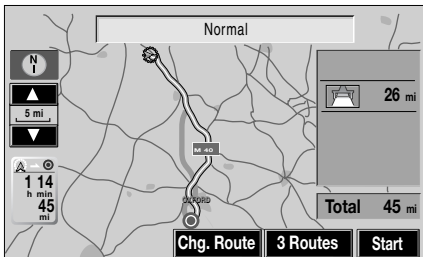 Normal
N
26 mi
5 mi
M 40
A
1 14
h min
45
mi
OXFORD
Total 45 mi
Chg. Route
3 Routes
Start